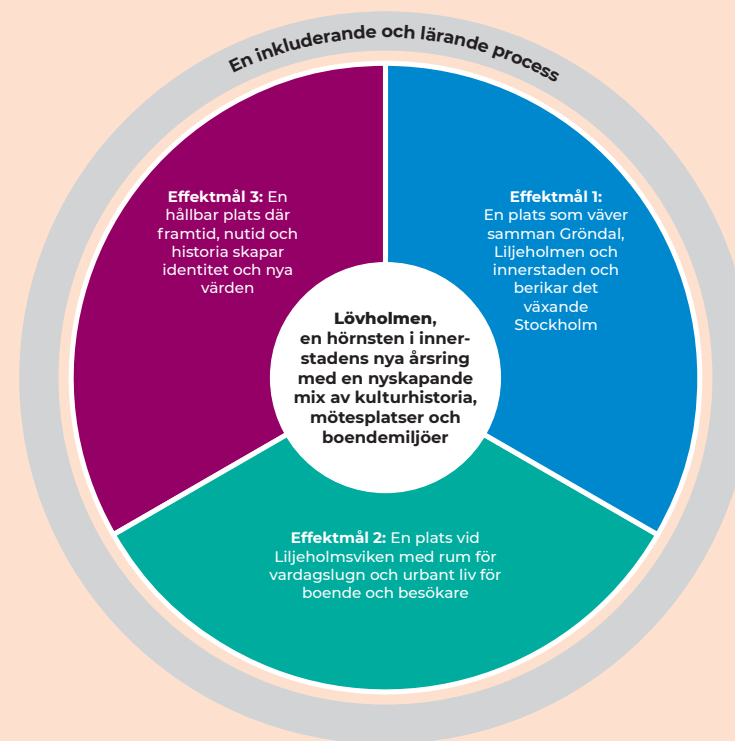 En inkluderande och lärande process
Effektmål 3: En
hållbar plats där
framtid, nutid och
historia skapar
identitet och nya
värden
Effektmål 1:
En plats som väver
samman Gröndal,
Liljeholmen och
innerstaden och
berikar det
växande
Stockholm
Lövholmen,
en hörnsten i inner-
stadens nya årsring
med en nyskapande
mix av kulturhistoria,
mötesplatser och
boendemiljöer
Effektmål 2: En plats vid
Liljeholmsviken med rum för
vardagslugn och urbant liv för
boende och besökare